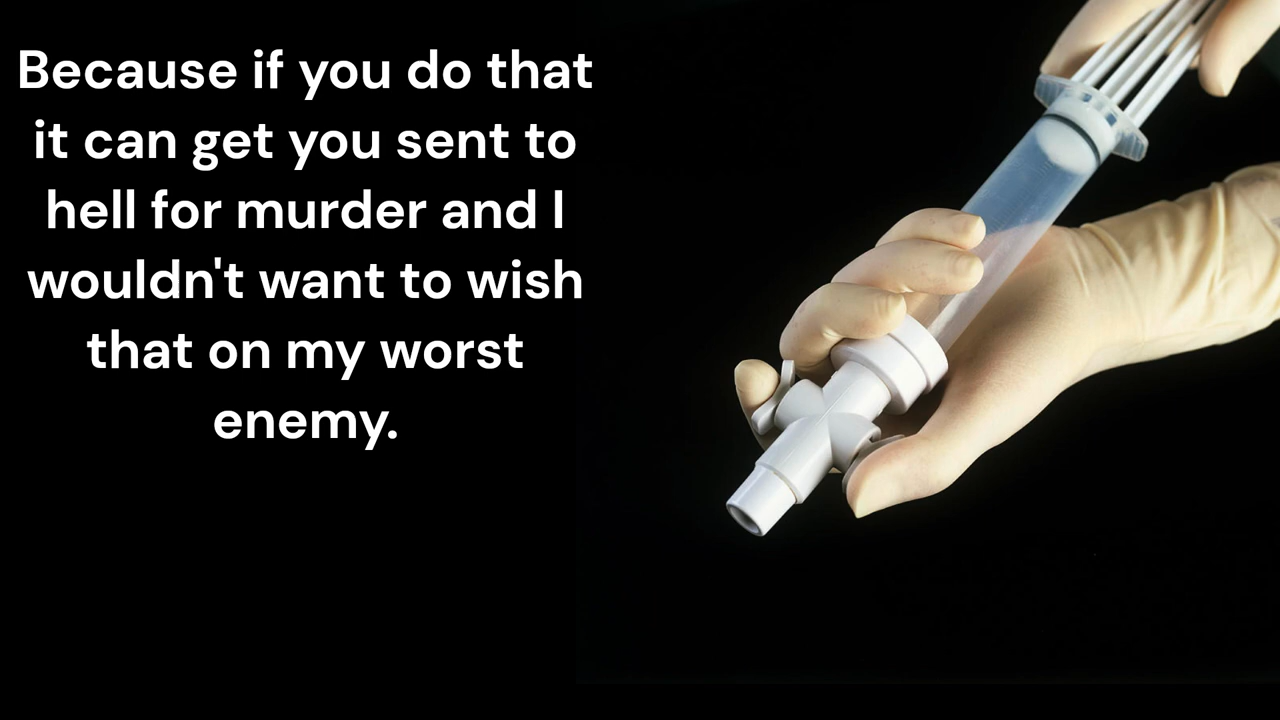 Because if you do that
it can get you sent to
hell for murder and I
wouldn't want to wish
that on my worst
enemy.